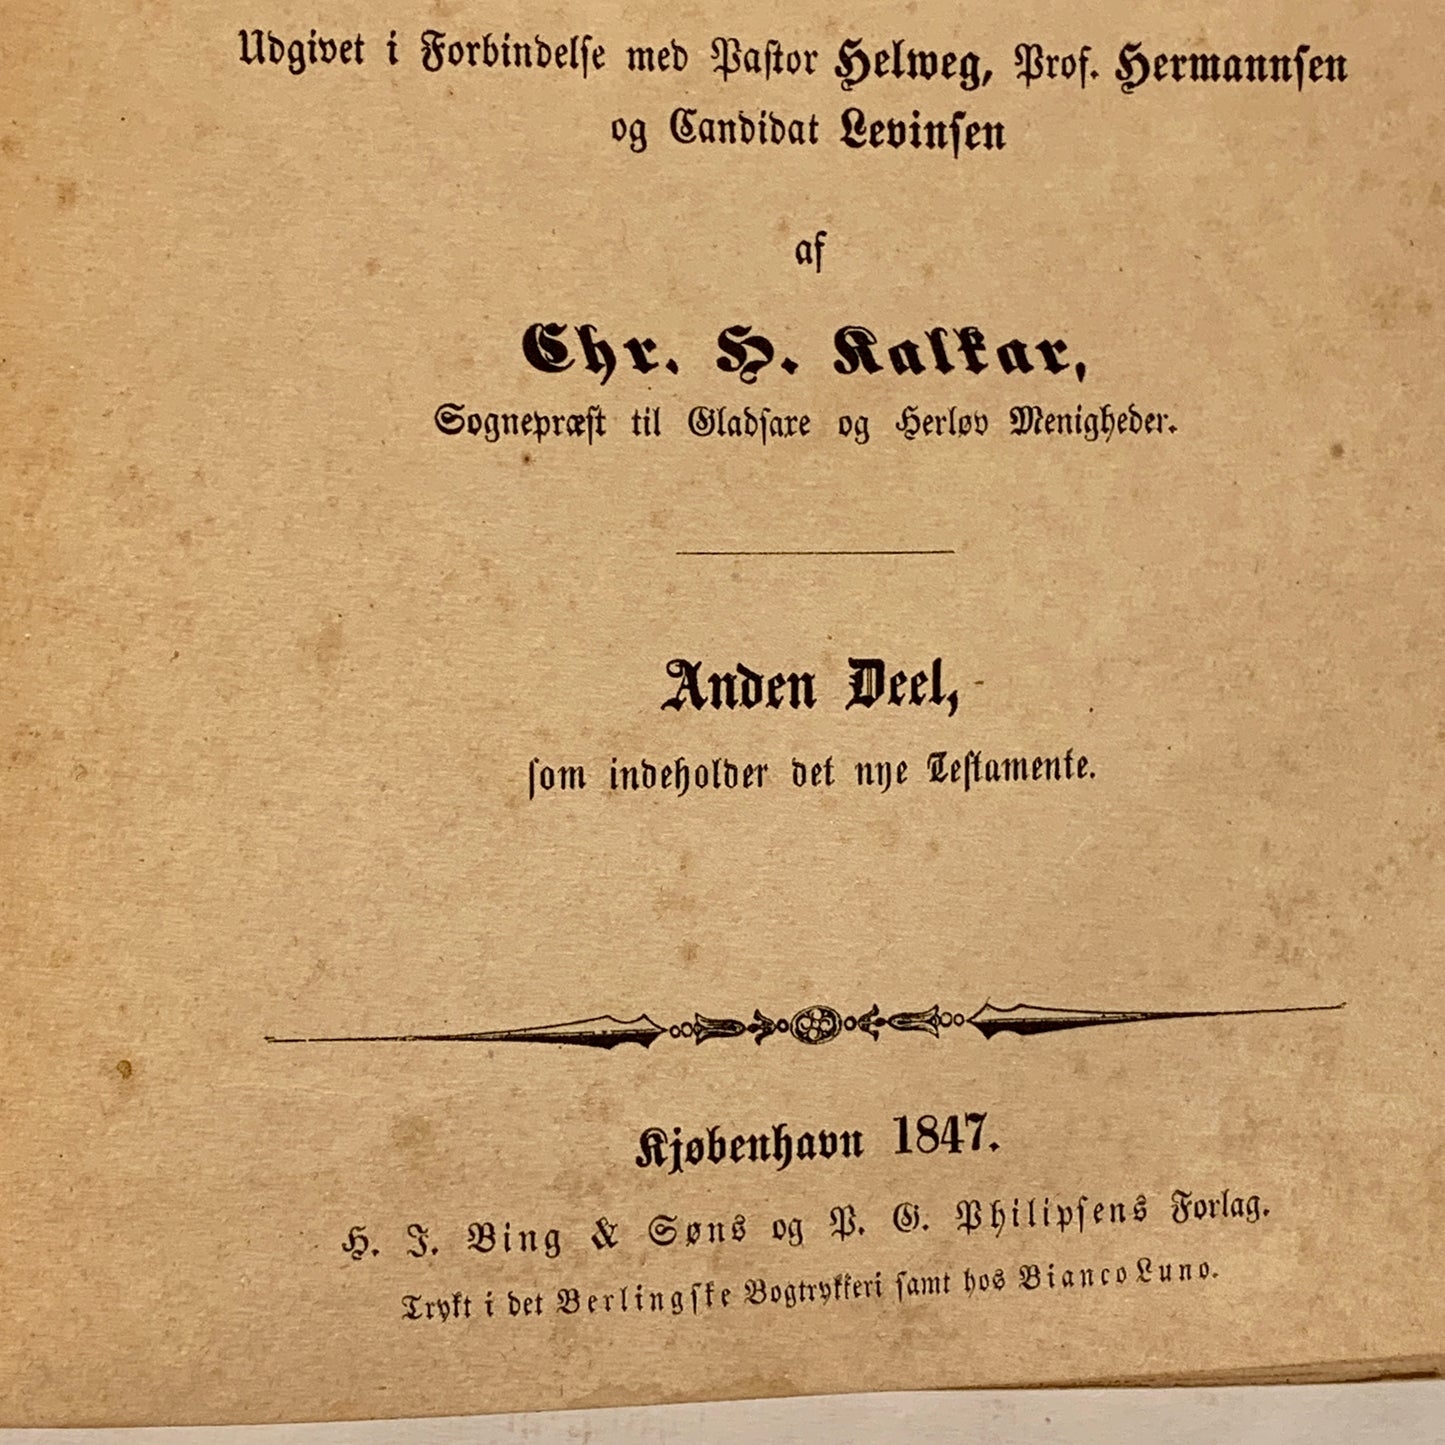 Udgivet i Forbindelse med Pastor Helweg, Prof. Hermannsen
og Candidat Levinsen
af
Chr. H. Kalkar,
Sognepræst til Gladsaxe og Herløv Menigheder.
Anden Deel,
som indeholder det nye Testamente.
Kjøbenhavn 1847.
H. J. Bing & Søns og P. G. Philipsens Forlag.
Trykt i det Berlingske Bogtrykkeri samt hos Bianco Luno.